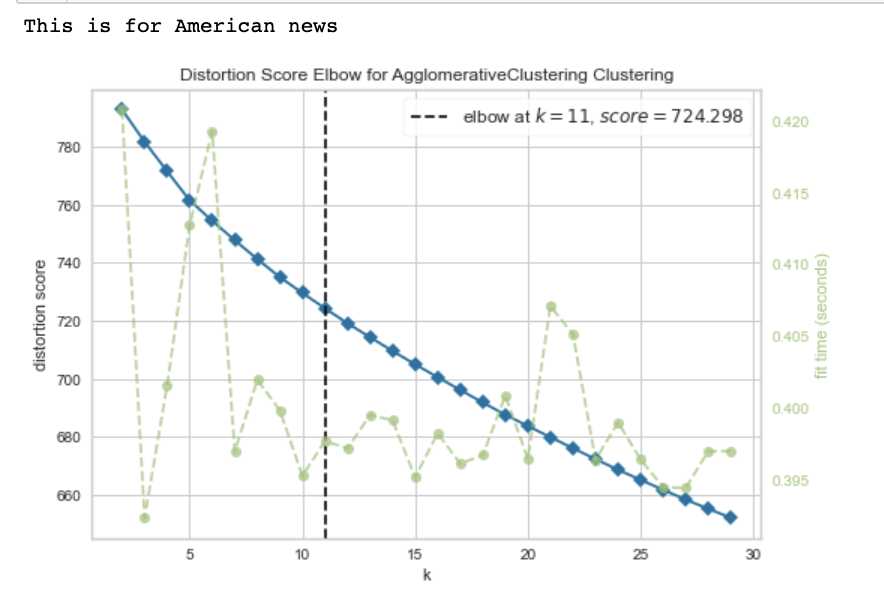 This is for American news
Distortion Score Elbow for AgglomerativeClustering Clustering
elbow at k = 11, score = 724.298
distortion score
780
760
740
720
700
680
660
0.420
0.415
0.410
0.405
0.400
0.395
fit time (seconds)
5 10 15 20 25 30
k